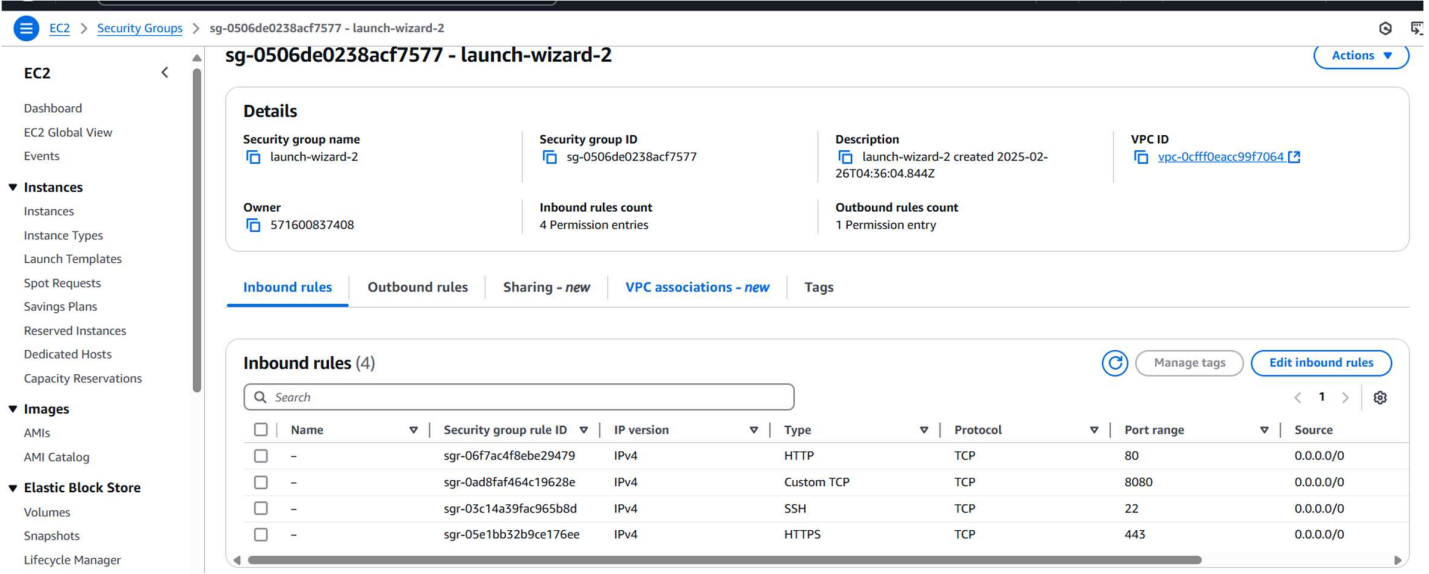 EC2 > Security Groups > sg-0506de0238acf7577 - launch-wizard-2
EC2
Dashboard
EC2 Global View
Events
Instances
Instances
Instance Types
Launch Templates
Spot Requests
Savings Plans
Reserved Instances
Dedicated Hosts
Capacity Reservations
Images
AMIs
AMI Catalog
Elastic Block Store
Volumes
Snapshots
Lifecycle Manager
sg-0506de0238acf7577 - launch-wizard-2
Actions
Details
Security group name
launch-wizard-2
Security group ID
sg-0506de0238acf7577
Description
launch-wizard-2 created 2025-02-
26T04:36:04.844Z
VPC ID
vpc-0cfff0eacc99f7064
Owner
571600837408
Inbound rules count
4 Permission entries
Outbound rules count
1 Permission entry
Inbound rules Outbound rules Sharing - new VPC associations - new Tags
Inbound rules (4)
Manage tags
Edit inbound rules
Search
< 1 >
Name Security group rule ID IP version Type Protocol Port range Source
– sgr-06f7ac4f8ebe29479 IPv4 HTTP TCP 80 0.0.0.0/0
– sgr-0ad8faf464c19628e IPv4 Custom TCP TCP 8080 0.0.0.0/0
– sgr-03c14a39fac965b8d IPv4 SSH TCP 22 0.0.0.0/0
– sgr-05e1bb32b9ce176ee IPv4 HTTPS TCP 443 0.0.0.0/0